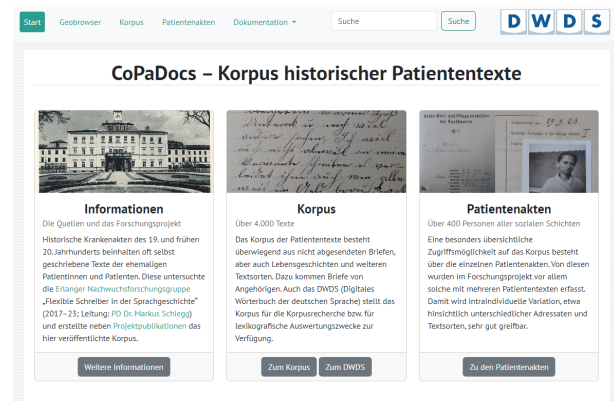 Start Geobrowser Korpus Patientenakten Dokumentation Suche Suche DWDS
CoPaDocs – Korpus historischer Patiententexte
Informationen
Die Quellen und das Forschungsprojekt
Historische Krankenakten des 19. und frühen
20. Jahrhunderts beinhalten oft selbst
geschriebene Texte der ehemaligen
Patientinnen und Patienten. Diese untersuchte
die Erlanger Nachwuchsforschungsgruppe
„Flexible Schreiber in der Sprachgeschichte“
(2017–23; Leitung: PD Dr. Markus Schiegg)
und erstellte neben Projektpublikationen das
hier veröffentlichte Korpus.
Weitere Informationen
Korpus
Über 4.000 Texte
Das Korpus der Patiententexte besteht
überwiegend aus nicht abgesendeten Briefen,
aber auch Lebensgeschichten und weiteren
Textsorten. Dazu kommen Briefe von
Angehörigen. Auch das DWDS (Digitales
Wörterbuch der deutschen Sprache) stellt das
Korpus für die Korpusrecherche bzw. für
lexikografische Auswertungszwecke zur
Verfügung.
Zum Korpus Zum DWDS
Kreis Heil- und Pflegeanstalten
bei Kaufbeuren
Patientenakten
Über 400 Personen aller sozialen Schichten
Eine besonders übersichtliche
Zugriffsmöglichkeit auf das Korpus besteht
über die einzelnen Patientenakten. Von diesen
wurden im Forschungsprojekt vor allem
solche mit mehreren Patiententexten erfasst.
Damit wird intraindividuelle Variation, etwa
hinsichtlich unterschiedlicher Adressaten und
Textsorten, sehr gut greifbar.
Zu den Patientenakten